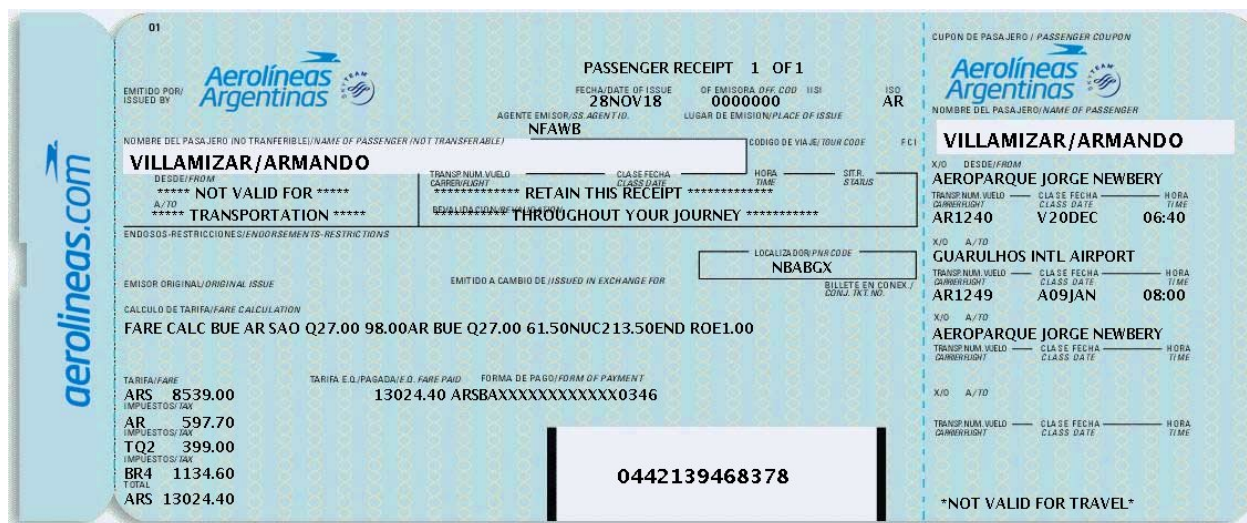 01
aerolineas.com
Aerolíneas
Argentinas
SKYTEAM
EMITIDO POR/
ISSUED BY
PASSENGER RECEIPT 1 OF 1
FECHA/DATE OF ISSUE OF EMISORA OFF. COD IISI ISO
28NOV18 0000000 AR
AGENTE EMISOR/SS.AGENT ID. LUGAR DE EMISION/PLACE OF ISSUE
NFAWB
NOMBRE DEL PASAJERO (NO TRANFERIBLE)/NAME OF PASSENGER (NOT TRANSFERABLE) CODIGO DE VIAJE/TOUR CODE FCI
VILLAMIZAR/ARMANDO
DESDE/FROM TRANSP.NUM.VUELO CLASE FECHA HORA SIT.R.
CARRIER/FLIGHT CLASS DATE TIME STATUS
***** NOT VALID FOR ***** ************* RETAIN THIS RECEIPT *************
A/TO REVALIDACION/REVALIDATION
***** TRANSPORTATION ***** *********** THROUGHOUT YOUR JOURNEY ***********
ENDOSOS-RESTRICCIONES/ENDORSEMENTS-RESTRICTIONS
LOCALIZADOR/PNR CODE
NBABGX
EMISOR ORIGINAL/ORIGINAL ISSUE EMITIDO A CAMBIO DE /ISSUED IN EXCHANGE FOR BILLETE EN CONEX./
CONJ. TKT. NO.
CALCULO DE TARIFA/FARE CALCULATION
FARE CALC BUE AR SAO Q27.00 98.00AR BUE Q27.00 61.50NUC213.50END ROE1.00
TARIFA/FARE TARIFA E.Q./PAGADA/E.Q. FARE PAID FORMA DE PAGO/FORM OF PAYMENT
ARS 8539.00 13024.40 ARSBAXXXXXXXXXXXX0346
IMPUESTOS/TAX
AR 597.70
IMPUESTOS/TAX
TQ2 399.00
IMPUESTOS/TAX
BR4 1134.60
TOTAL
ARS 13024.40
0442139468378
CUPON DE PASAJERO / PASSENGER COUPON
Aerolíneas
Argentinas
SKYTEAM
NOMBRE DEL PASAJERO/NAME OF PASSENGER
VILLAMIZAR/ARMANDO
X/O DESDE/FROM
AEROPARQUE JORGE NEWBERY
TRANSP.NUM.VUELO CLASE FECHA HORA
CARRIER/FLIGHT CLASS DATE TIME
AR1240 V20DEC 06:40
X/O A/TO
GUARULHOS INTL AIRPORT
TRANSP.NUM.VUELO CLASE FECHA HORA
CARRIER/FLIGHT CLASS DATE TIME
AR1249 A09JAN 08:00
X/O A/TO
AEROPARQUE JORGE NEWBERY
TRANSP.NUM.VUELO CLASE FECHA HORA
CARRIER/FLIGHT CLASS DATE TIME
X/O A/TO
TRANSP.NUM.VUELO CLASE FECHA HORA
CARRIER/FLIGHT CLASS DATE TIME
*NOT VALID FOR TRAVEL*